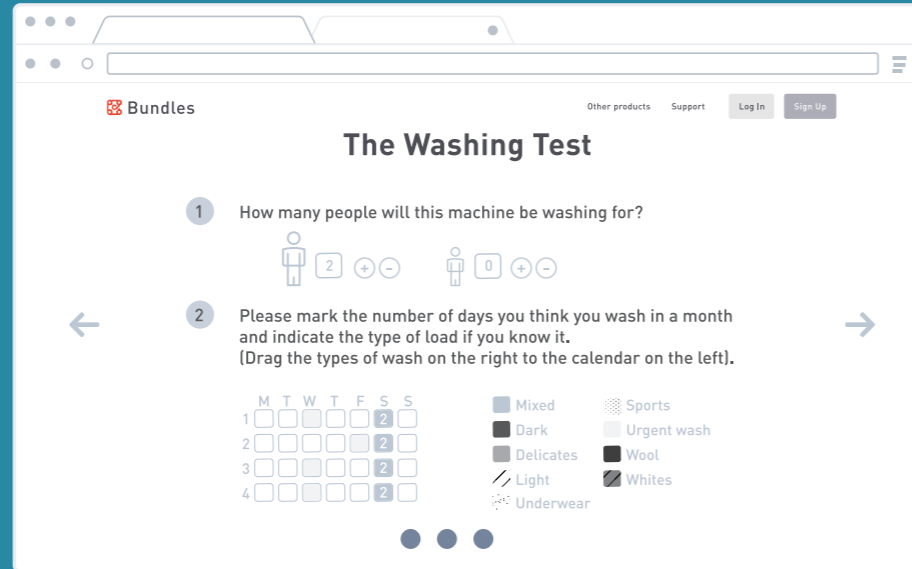 Bundles
Other products Support Log In Sign Up
The Washing Test
1 How many people will this machine be washing for?
2 + − 0 + −
2 Please mark the number of days you think you wash in a month
and indicate the type of load if you know it.
(Drag the types of wash on the right to the calendar on the left).
M T W T F S S
1 2
2 2
3 2
4 2
Mixed Sports
Dark Urgent wash
Delicates Wool
Light Whites
Underwear